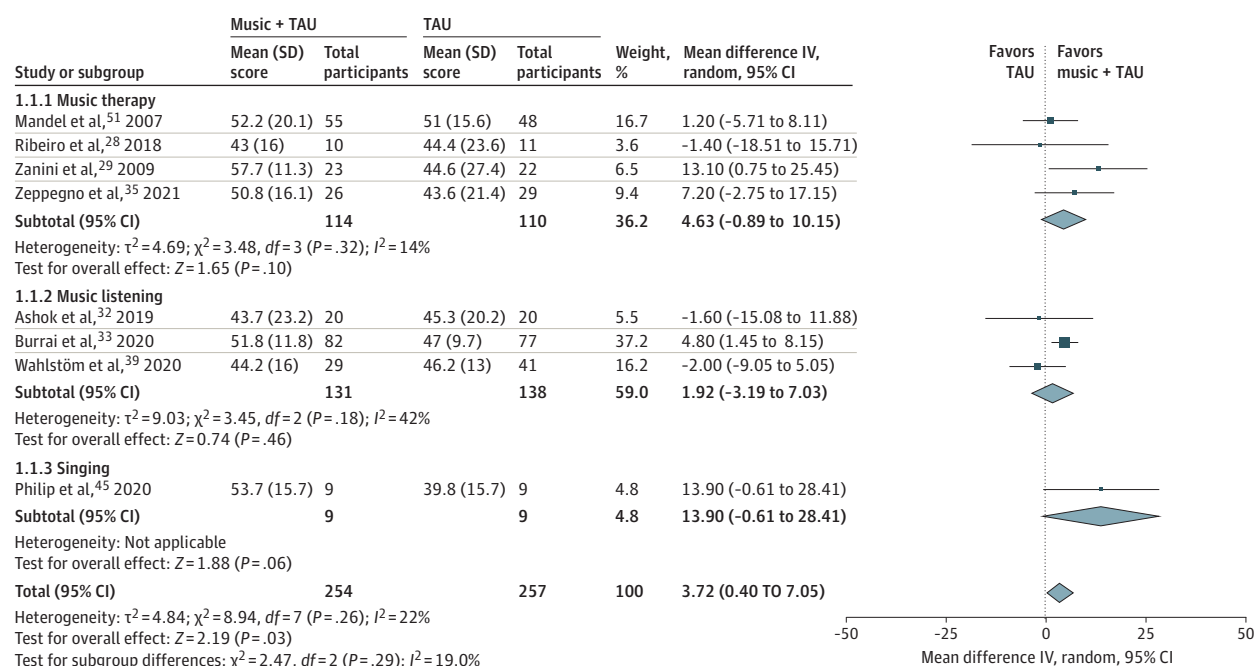 Music + TAU TAU
Mean (SD) Total Mean (SD) Total Weight, Mean difference IV, Favors Favors
Study or subgroup score participants score participants % random, 95% CI TAU music + TAU
1.1.1 Music therapy
Mandel et al,51 2007 52.2 (20.1) 55 51 (15.6) 48 16.7 1.20 (-5.71 to 8.11)
Ribeiro et al,28 2018 43 (16) 10 44.4 (23.6) 11 3.6 -1.40 (-18.51 to 15.71)
Zanini et al,29 2009 57.7 (11.3) 23 44.6 (27.4) 22 6.5 13.10 (0.75 to 25.45)
Zeppegno et al,35 2021 50.8 (16.1) 26 43.6 (21.4) 29 9.4 7.20 (-2.75 to 17.15)
Subtotal (95% CI) 114 110 36.2 4.63 (-0.89 to 10.15)
Heterogeneity: τ2=4.69; χ2=3.48, df=3 (P=.32); I2=14%
Test for overall effect: Z=1.65 (P=.10)
1.1.2 Music listening
Ashok et al,32 2019 43.7 (23.2) 20 45.3 (20.2) 20 5.5 -1.60 (-15.08 to 11.88)
Burrai et al,33 2020 51.8 (11.8) 82 47 (9.7) 77 37.2 4.80 (1.45 to 8.15)
Wahlstöm et al,39 2020 44.2 (16) 29 46.2 (13) 41 16.2 -2.00 (-9.05 to 5.05)
Subtotal (95% CI) 131 138 59.0 1.92 (-3.19 to 7.03)
Heterogeneity: τ2=9.03; χ2=3.45, df=2 (P=.18); I2=42%
Test for overall effect: Z=0.74 (P=.46)
1.1.3 Singing
Philip et al,45 2020 53.7 (15.7) 9 39.8 (15.7) 9 4.8 13.90 (-0.61 to 28.41)
Subtotal (95% CI) 9 9 4.8 13.90 (-0.61 to 28.41)
Heterogeneity: Not applicable
Test for overall effect: Z=1.88 (P=.06)
Total (95% CI) 254 257 100 3.72 (0.40 TO 7.05)
Heterogeneity: τ2=4.84; χ2=8.94, df=7 (P=.26); I2=22%
Test for overall effect: Z=2.19 (P=.03)
Test for subgroup differences: χ2=2.47, df=2 (P=.29); I2=19.0%
-50 -25 0 25 50
Mean difference IV, random, 95% CI